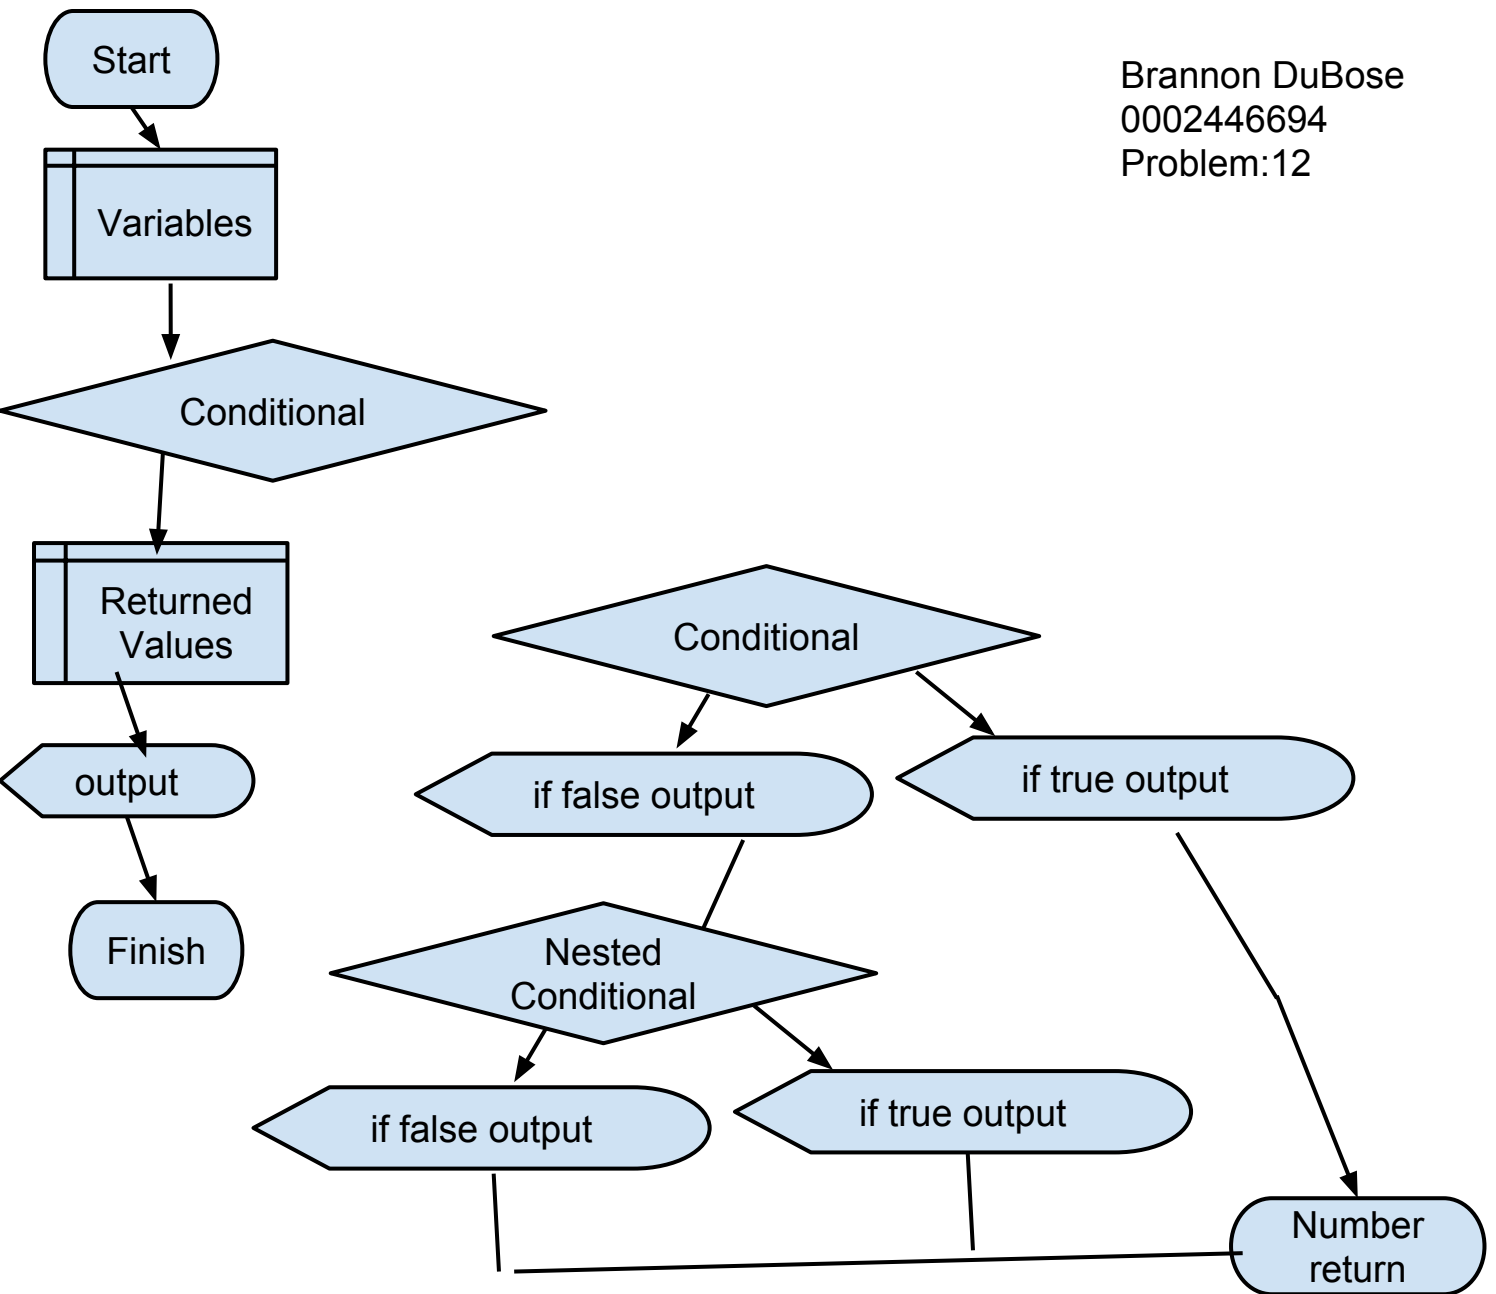 Start
Brannon DuBose
0002446694
Problem:12
Variables
Conditional
Returned
Values
output
Finish
Conditional
if false output
if true output
Nested
Conditional
if false output
if true output
Number
return